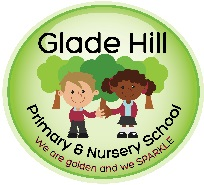 Glade Hill
Primary & Nursery School
We are golden and we SPARKLE